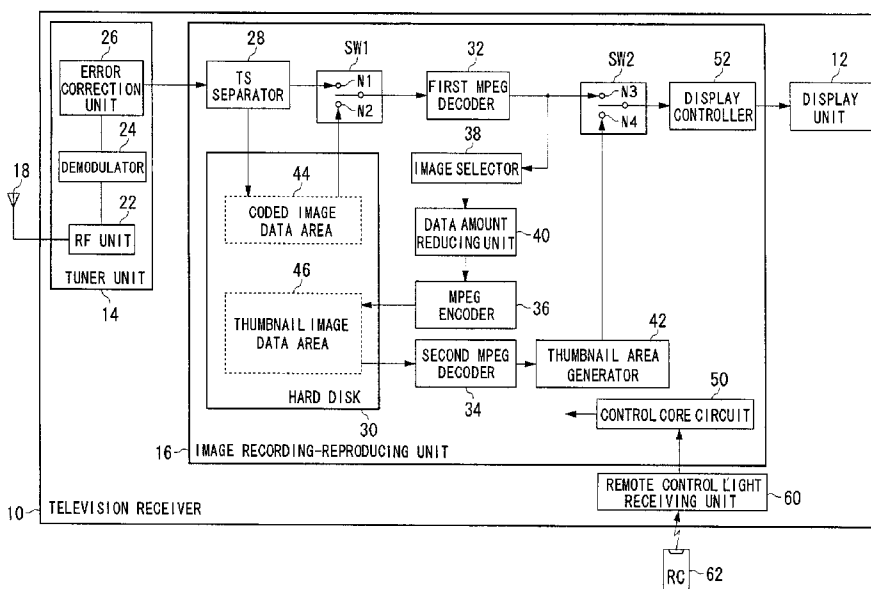 26
ERROR
CORRECTION
UNIT
24
DEMODULATOR
18
22
RF UNIT
TUNER UNIT
14
28
TS
SEPARATOR
SW1
N1
N2
32
FIRST MPEG
DECODER
SW2
N3
N4
52
DISPLAY
CONTROLLER
12
DISPLAY
UNIT
38
IMAGE SELECTOR
44
CODED IMAGE
DATA AREA
DATA AMOUNT
REDUCING UNIT
40
46
THUMBNAIL IMAGE
DATA AREA
MPEG
ENCODER
36
SECOND MPEG
DECODER
34
42
THUMBNAIL AREA
GENERATOR
HARD DISK
30
50
CONTROL CORE CIRCUIT
16
IMAGE RECORDING-REPRODUCING UNIT
REMOTE CONTROL LIGHT
RECEIVING UNIT
60
10
TELEVISION RECEIVER
RC
62